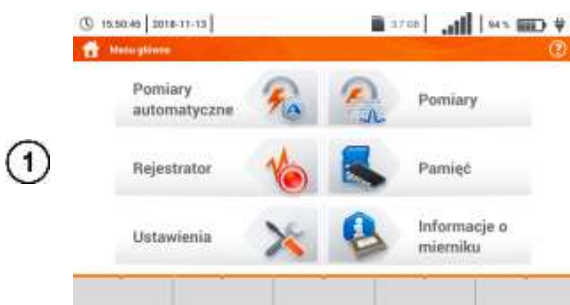 15:50:46 2018-11-13 3.7 GB 94 %
Menu główne ?
Pomiary
automatyczne
Pomiary
1
Rejestrator
Pamięć
Ustawienia
Informacje o
mierniku